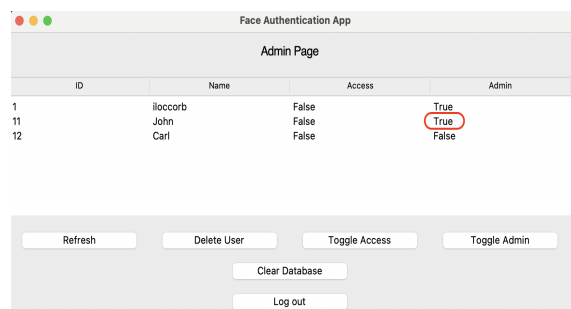 Face Authentication App
Admin Page
ID Name Access Admin
1 iloccorb False True
11 John False True
12 Carl False False
Refresh Delete User Toggle Access Toggle Admin
Clear Database
Log out